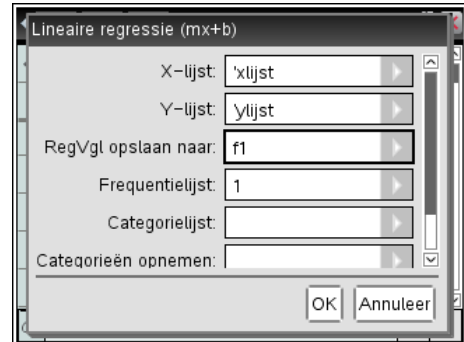 Lineaire regressie (mx+b)
X-lijst: 'xlijst
Y-lijst: 'ylijst
RegVgl opslaan naar: f1
Frequentielijst: 1
Categorielijst:
Categorieën opnemen:
OK Annuleer